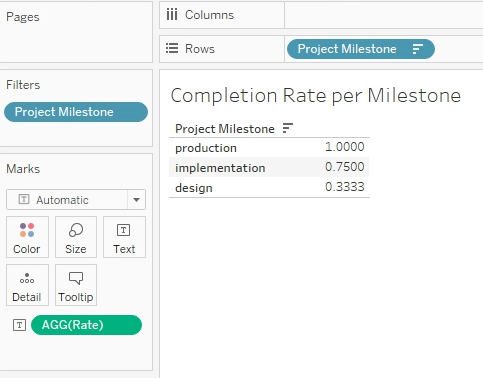 Pages
Columns
Rows
Project Milestone
Filters
Project Milestone
Marks
Automatic
Color
Size
Text
Detail
Tooltip
AGG(Rate)
Completion Rate per Milestone
Project Milestone
production 1.0000
implementation 0.7500
design 0.3333